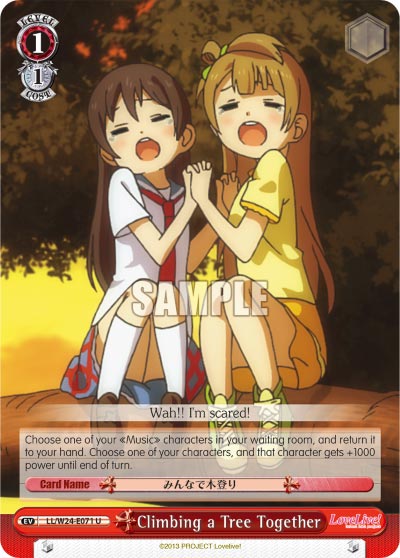 LEVEL
1
1
COST
SAMPLE
Wah!! I'm scared!
Choose one of your «Music» characters in your waiting room, and return it
to your hand. Choose one of your characters, and that character gets +1000
power until end of turn.
Card Name みんなで木登り
EV LL/W24-E071 U Climbing a Tree Together LoveLive!
©2013 PROJECT Lovelive!